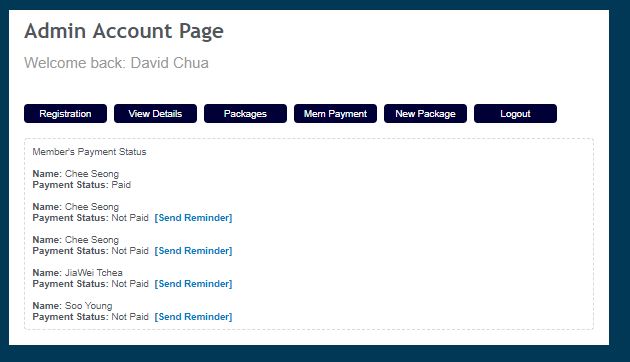 Admin Account Page
Welcome back: David Chua
Registration View Details Packages Mem Payment New Package Logout
Member's Payment Status
Name: Chee Seong
Payment Status: Paid
Name: Chee Seong
Payment Status: Not Paid [Send Reminder]
Name: Chee Seong
Payment Status: Not Paid [Send Reminder]
Name: JiaWei Tchea
Payment Status: Not Paid [Send Reminder]
Name: Soo Young
Payment Status: Not Paid [Send Reminder]